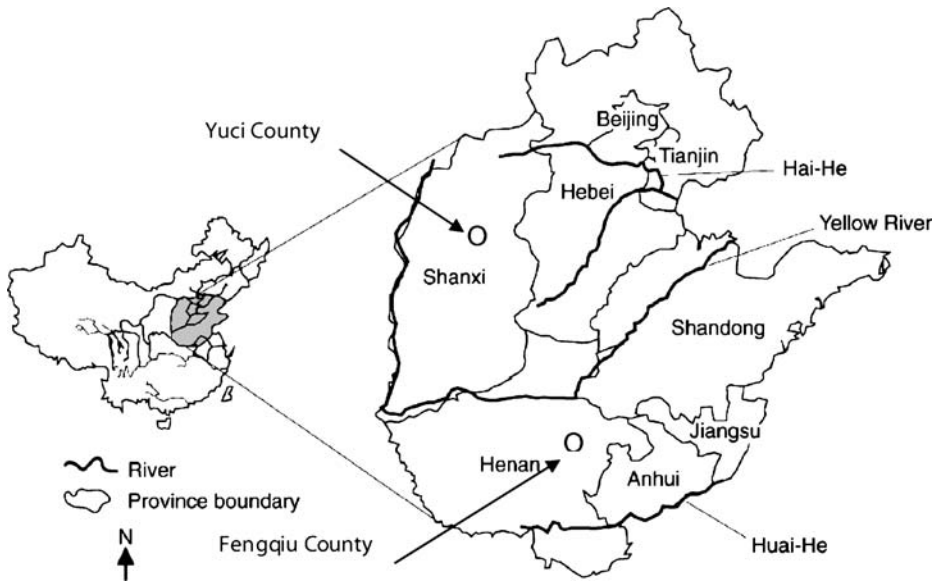 Yuci County
Beijing
Tianjin
Hai-He
Hebei
Yellow River
Shanxi
Shandong
Jiangsu
Henan
Anhui
River
Province boundary
N
Fengqiu County
Huai-He